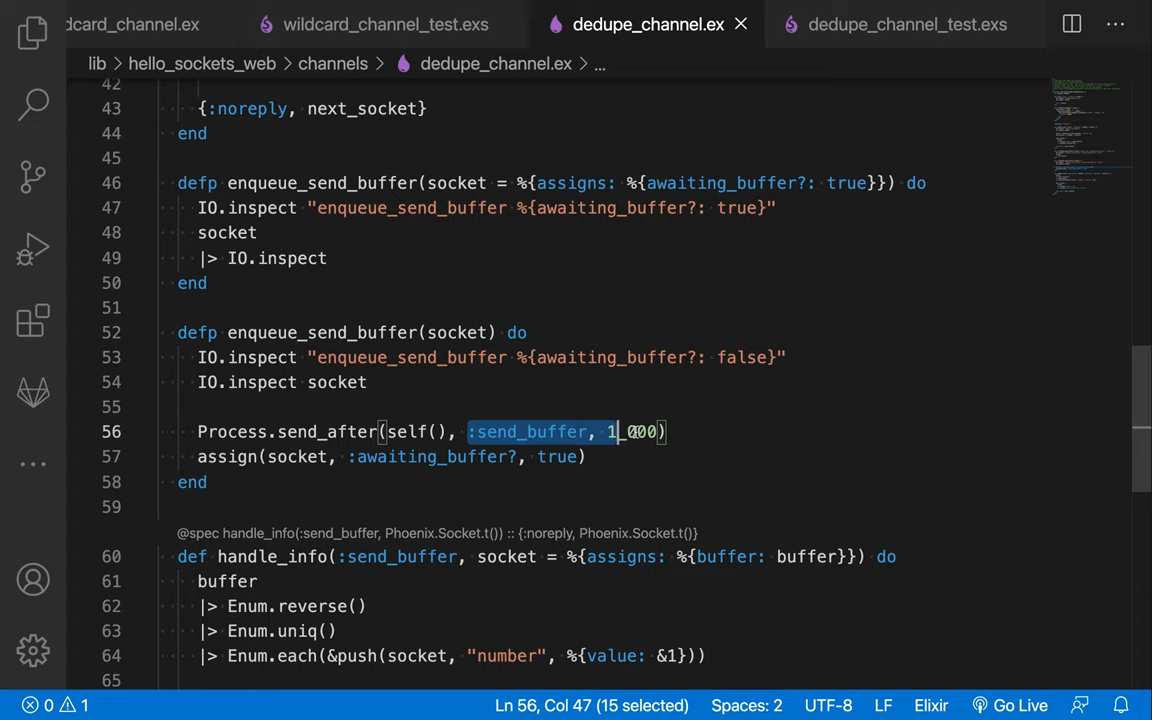 dcard_channel.ex wildcard_channel_test.exs dedupe_channel.ex dedupe_channel_test.exs
lib > hello_sockets_web > channels > dedupe_channel.ex > ...
42
43 {:noreply, next_socket}
44 end
45
46 defp enqueue_send_buffer(socket = %{assigns: %{awaiting_buffer?: true}}) do
47 IO.inspect "enqueue_send_buffer %{awaiting_buffer?: true}"
48 socket
49 |> IO.inspect
50 end
51
52 defp enqueue_send_buffer(socket) do
53 IO.inspect "enqueue_send_buffer %{awaiting_buffer?: false}"
54 IO.inspect socket
55
56 Process.send_after(self(), :send_buffer, 1_000)
57 assign(socket, :awaiting_buffer?, true)
58 end
59
@spec handle_info(:send_buffer, Phoenix.Socket.t()) :: {:noreply, Phoenix.Socket.t()}
60 def handle_info(:send_buffer, socket = %{assigns: %{buffer: buffer}}) do
61 buffer
62 |> Enum.reverse()
63 |> Enum.uniq()
64 |> Enum.each(&push(socket, "number", %{value: &1}))
65
0 1 Ln 56, Col 47 (15 selected) Spaces: 2 UTF-8 LF Elixir Go Live